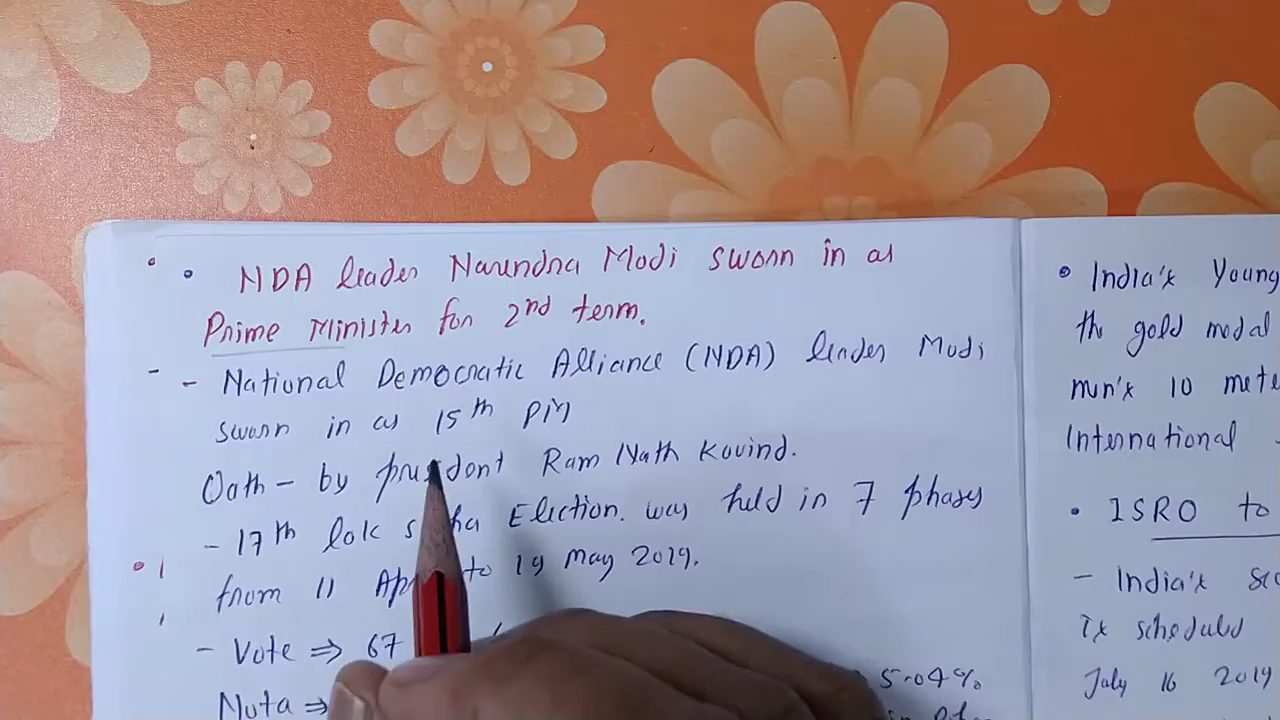 • NDA leader Narendra Modi sworn in as
Prime Minister for 2nd term.
- National Democratic Alliance (NDA) leader Modi
sworn in as 15th PM
Oath - by president Ram Nath Kovind.
- 17th lok Election. was held in 7 phases
from 11 to 19 May 2019.
- Vote ⇒ 67
Nota ⇒ 5.04%
• India's Young
the gold medal
men's 10
International
• ISRO to
- India's
Is scheduled
July 16 2019